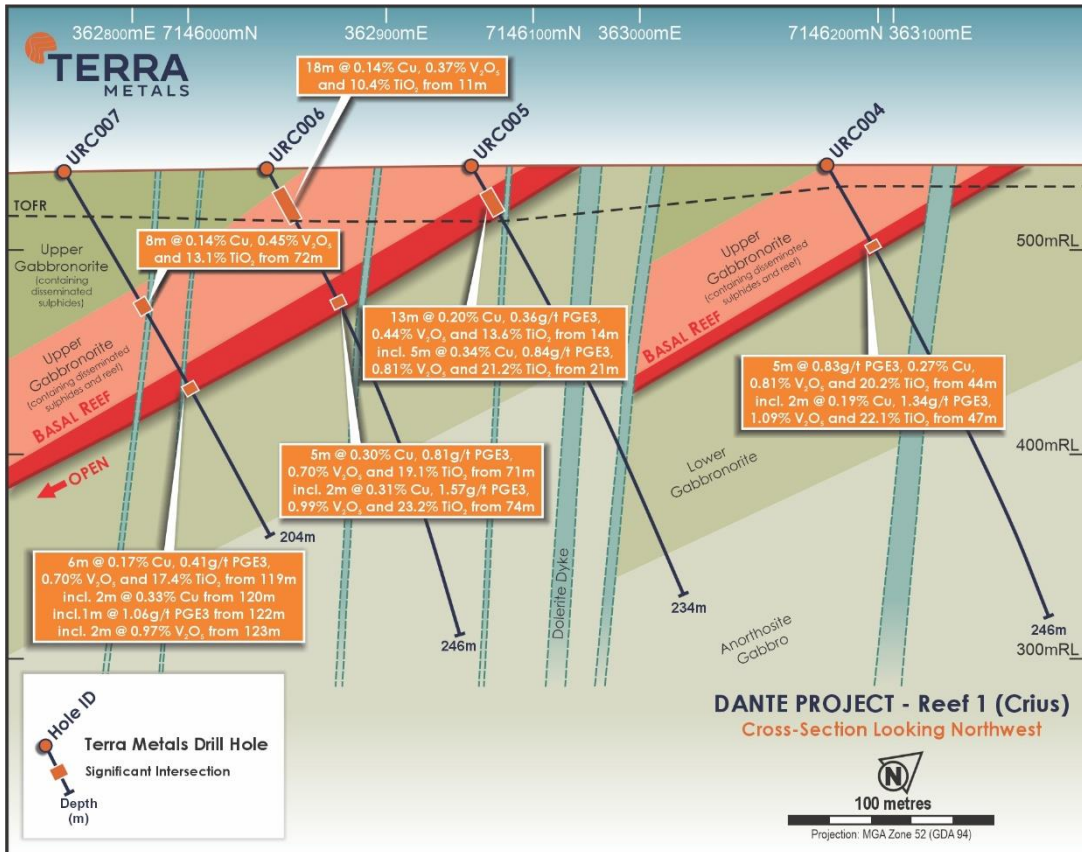 362800mE
7146000mN
362900mE
7146100mN
363000mE
7146200mN
363100mE
TERRA
METALS
18m @ 0.14% Cu, 0.37% V₂O₅
and 10.4% TiO₂ from 11m
URC007
URC006
URC005
URC004
TOFR
Upper
Gabbronorite
(containing
disseminated
sulphides)
8m @ 0.14% Cu, 0.45% V₂O₅
and 13.1% TiO₂ from 72m
500mRL
Upper
Gabbronorite
(containing disseminated
sulphides and reef)
BASAL REEF
OPEN
13m @ 0.20% Cu, 0.36g/t PGE3,
0.44% V₂O₅ and 13.6% TiO₂ from 14m
incl. 5m @ 0.34% Cu, 0.84g/t PGE3,
0.81% V₂O₅ and 21.2% TiO₂ from 21m
Upper
Gabbronorite
(containing disseminated
sulphides and reef)
BASAL REEF
5m @ 0.83g/t PGE3, 0.27% Cu,
0.81% V₂O₅ and 20.2% TiO₂ from 44m
incl. 2m @ 0.19% Cu, 1.34g/t PGE3,
1.09% V₂O₅ and 22.1% TiO₂ from 47m
5m @ 0.30% Cu, 0.81g/t PGE3,
0.70% V₂O₅ and 19.1% TiO₂ from 71m
incl. 2m @ 0.31% Cu, 1.57g/t PGE3,
0.99% V₂O₅ and 23.2% TiO₂ from 74m
Lower
Gabbronorite
400mRL
204m
6m @ 0.17% Cu, 0.41g/t PGE3,
0.70% V₂O₅ and 17.4% TiO₂ from 119m
incl. 2m @ 0.33% Cu from 120m
incl.1m @ 1.06g/t PGE3 from 122m
incl. 2m @ 0.97% V₂O₅ from 123m
246m
Dolerite Dyke
234m
Anorthosite
Gabbro
246m
300mRL
Hole ID
Terra Metals Drill Hole
Significant Intersection
Depth
(m)
DANTE PROJECT - Reef 1 (Crius)
Cross-Section Looking Northwest
N
100 metres
Projection: MGA Zone 52 (GDA 94)